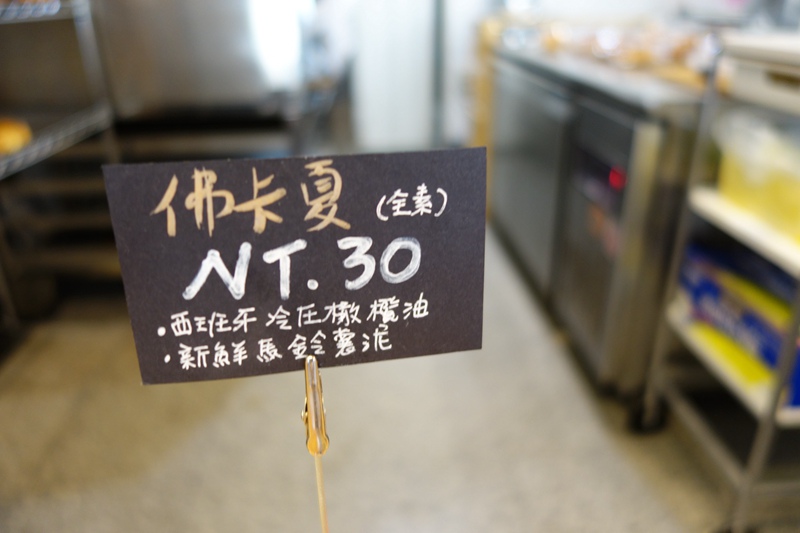 佛卡夏 (全素)
NT. 30
·西班牙冷压橄欖油
·新鮮馬鈴薯泥